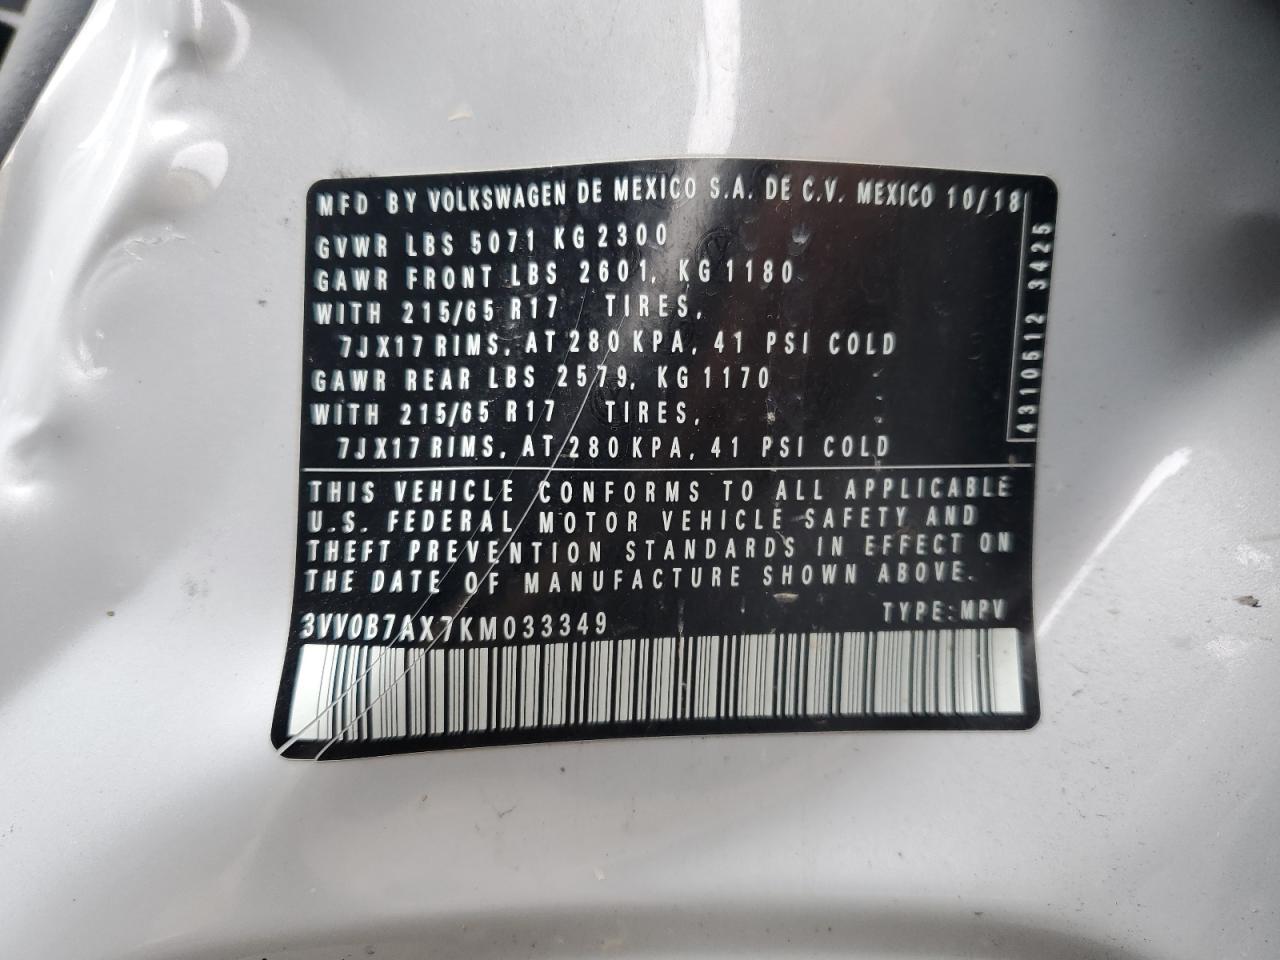 MFD BY VOLKSWAGEN DE MEXICO S.A. DE C.V. MEXICO 10/18
GVWR LBS 5071 KG 2300
GAWR FRONT LBS 2601, KG 1180
WITH 215/65 R17 TIRES,
7JX17 RIMS, AT 280 KPA, 41 PSI COLD
GAWR REAR LBS 2579, KG 1170
WITH 215/65 R17 TIRES,
7JX17 RIMS, AT 280 KPA, 41 PSI COLD
4310612 3425
THIS VEHICLE CONFORMS TO ALL APPLICABLE
U.S. FEDERAL MOTOR VEHICLE SAFETY AND
THEFT PREVENTION STANDARDS IN EFFECT ON
THE DATE OF MANUFACTURE SHOWN ABOVE.
3VV0B7AX7KM033349 TYPE: MPV